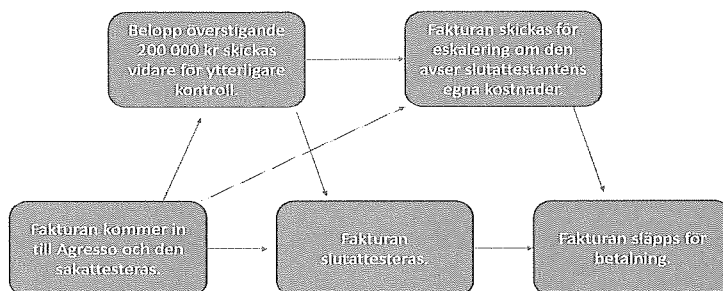 Belopp överstigande
200 000 kr skickas
vidare för ytterligare
kontroll.
Fakturan skickas för
eskalering om den
avser slutattestantens
egna kostnader.
Fakturan kommer in
till Agresso och den
sakattesteras.
Fakturan
slutattesteras.
Fakturan släpps för
betalning.